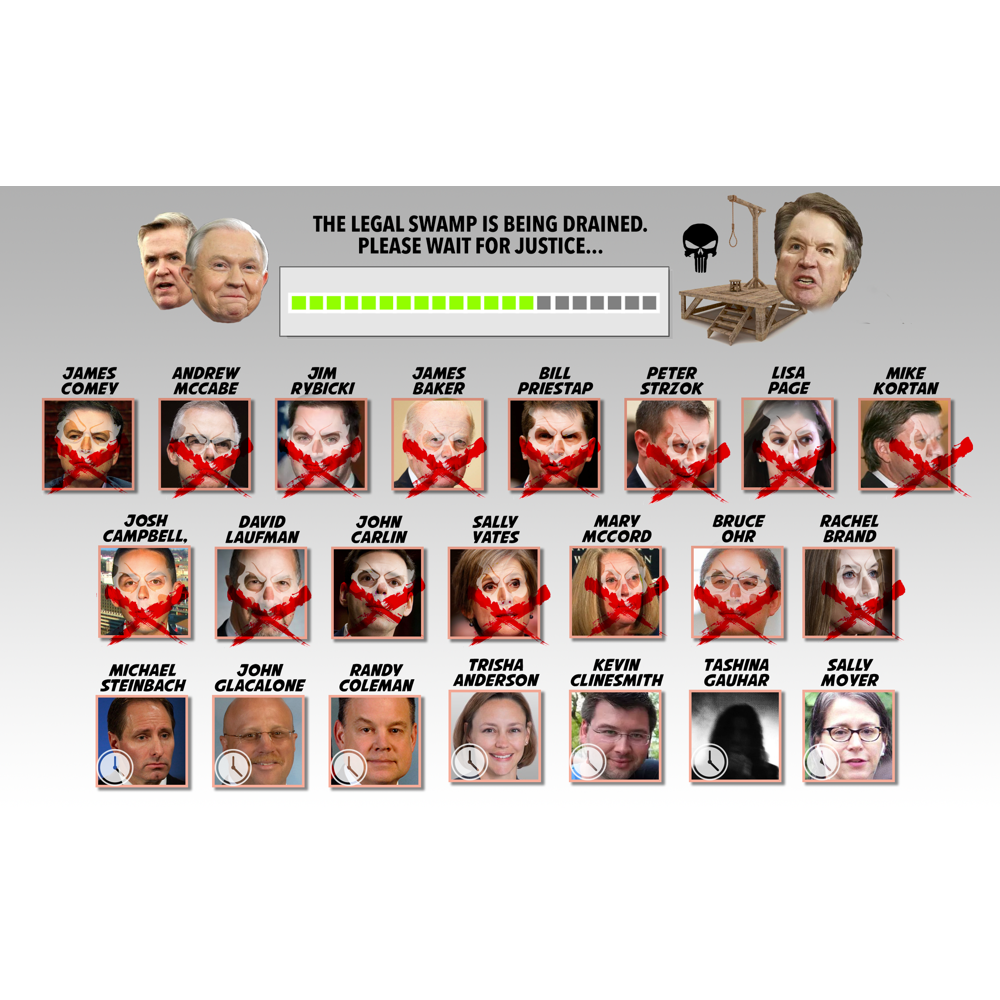 THE LEGAL SWAMP IS BEING DRAINED.
PLEASE WAIT FOR JUSTICE...
JAMES COMEY
ANDREW MCCABE
JIM RYBICKI
JAMES BAKER
BILL PRIESTAP
PETER STRZOK
LISA PAGE
MIKE KORTAN
JOSH CAMPBELL,
DAVID LAUFMAN
JOHN CARLIN
SALLY YATES
MARY MCCORD
BRUCE OHR
RACHEL BRAND
MICHAEL STEINBACH
JOHN GLACALONE
RANDY COLEMAN
TRISHA ANDERSON
KEVIN CLINESMITH
TASHINA GAUHAR
SALLY MOYER